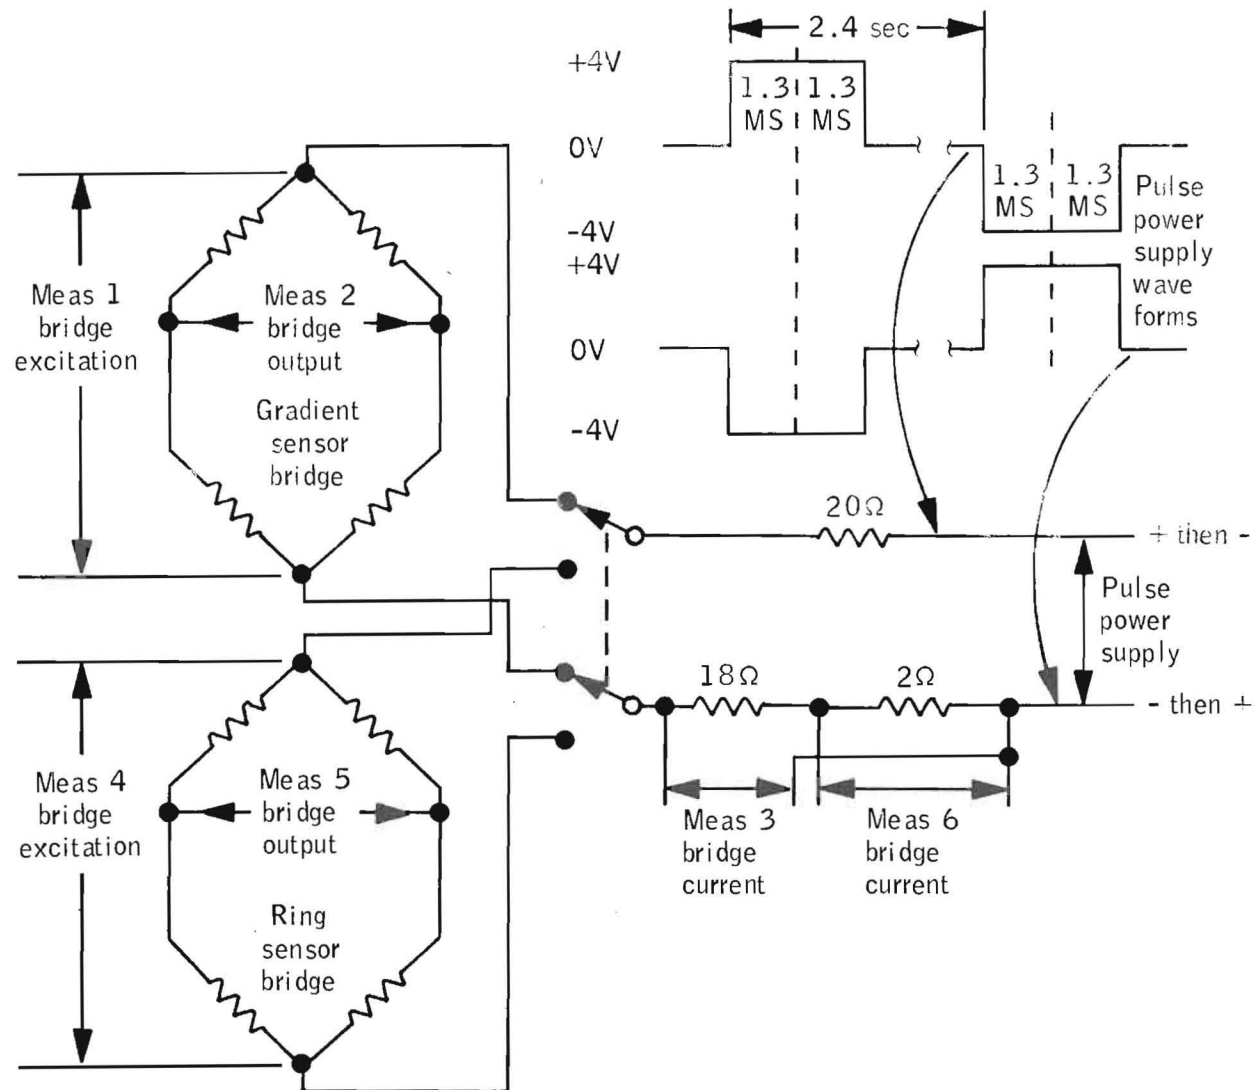 2.4 sec
+4V
1.3
MS
1.3
MS
0V
1.3
MS
1.3
MS
-4V
Pulse
power
supply
wave
forms
+4V
0V
-4V
Meas 1
bridge
excitation
Meas 2
bridge
output
Gradient
sensor
bridge
20Ω
+ then -
Pulse
power
supply
18Ω
2Ω
- then +
Meas 3
bridge
current
Meas 6
bridge
current
Meas 4
bridge
excitation
Meas 5
bridge
output
Ring
sensor
bridge